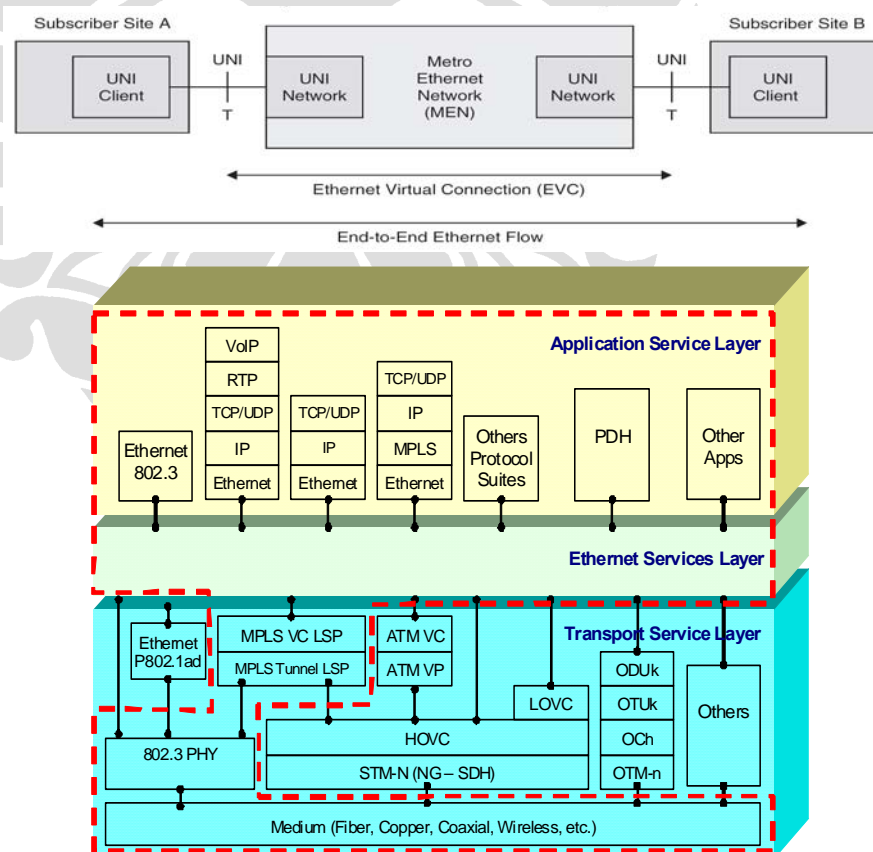 Subscriber Site A
Subscriber Site B
UNI
Client
UNI
T
UNI
Network
Metro
Ethernet
Network
(MEN)
UNI
Network
UNI
T
UNI
Client
Ethernet Virtual Connection (EVC)
End-to-End Ethernet Flow
Application Service Layer
Ethernet
802.3
VoIP
RTP
TCP/UDP
IP
Ethernet
TCP/UDP
IP
Ethernet
TCP/UDP
IP
MPLS
Ethernet
Others
Protocol
Suites
PDH
Other
Apps
Ethernet Services Layer
Transport Service Layer
Ethernet
P802.1ad
MPLS VC LSP
MPLS Tunnel LSP
ATM VC
ATM VP
LOVC
ODUk
OTUk
OCh
OTM-n
Others
802.3 PHY
HOVC
STM-N (NG – SDH)
Medium (Fiber, Copper, Coaxial, Wireless, etc.)